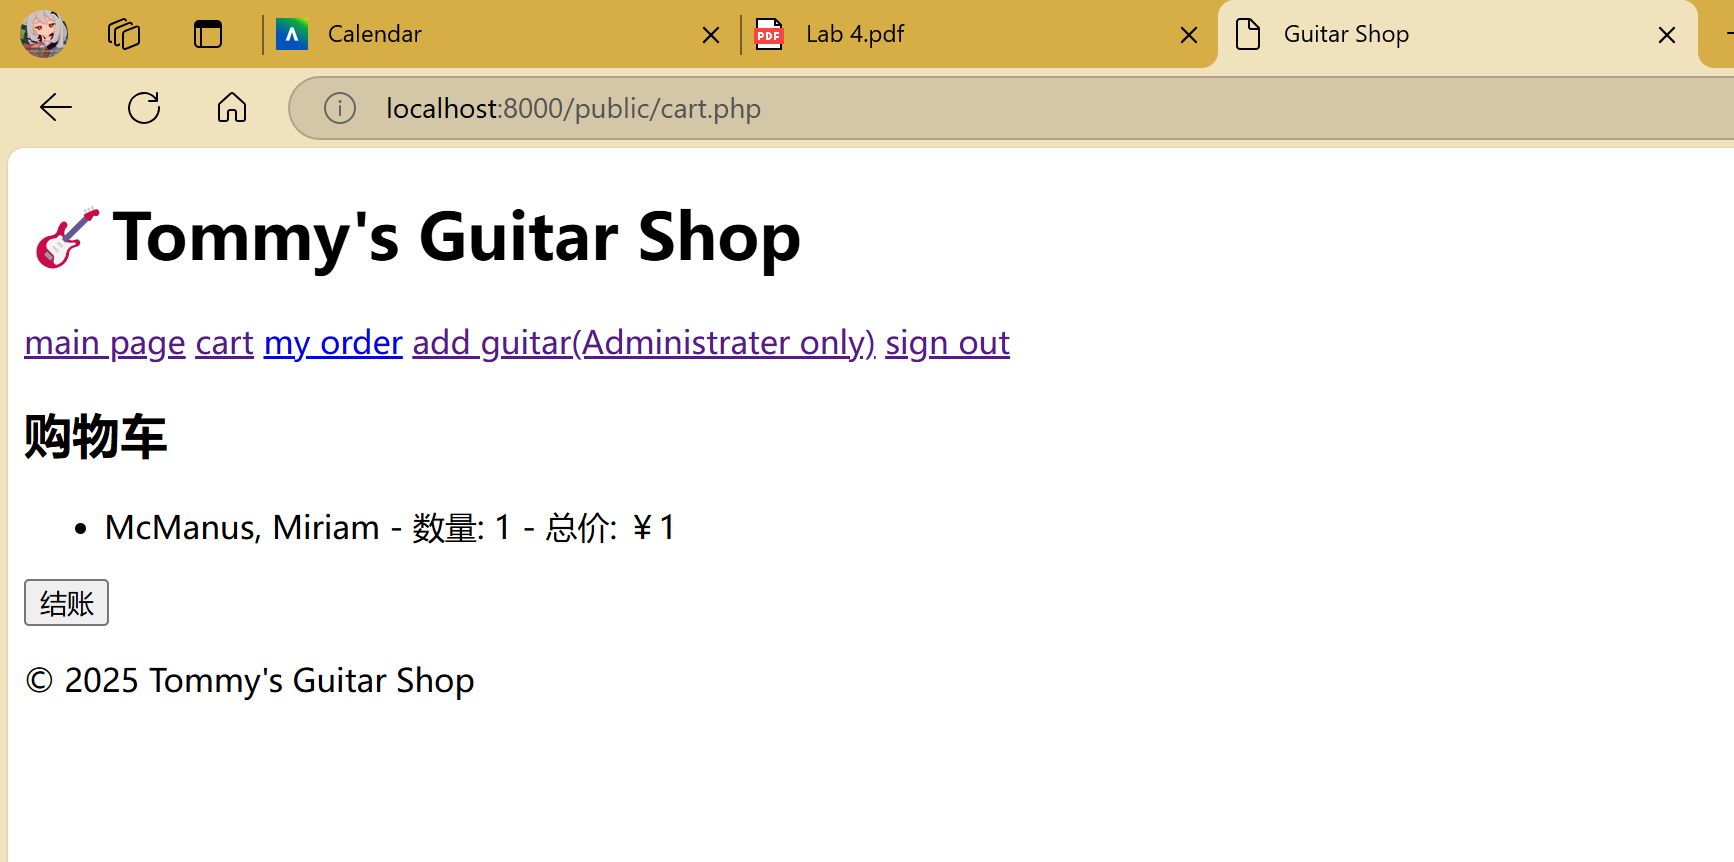 Calendar
Lab 4.pdf
Guitar Shop
localhost:8000/public/cart.php
Tommy's Guitar Shop
main page cart my order add guitar(Administrater only) sign out
购物车
• McManus, Miriam - 数量: 1 - 总价: ￥1
结账
© 2025 Tommy's Guitar Shop